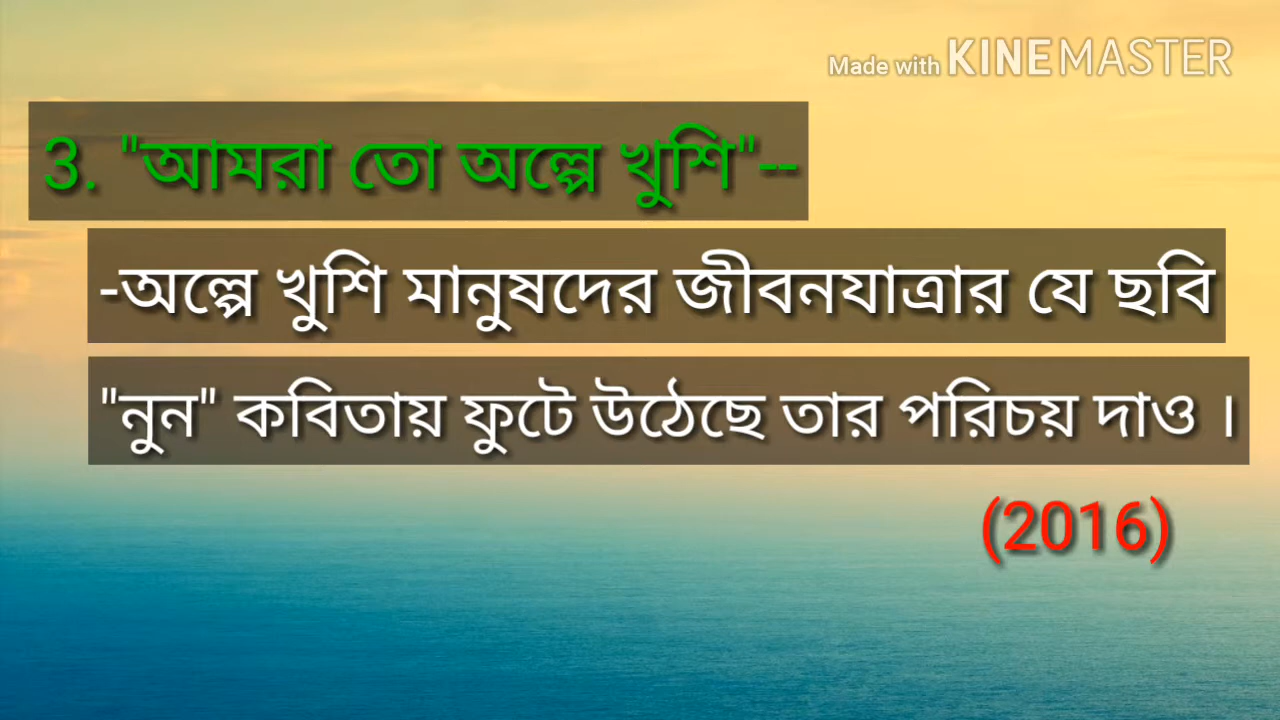 Made with KINEMASTER
3. "আমরা তো অল্পে খুশি"--
-অল্পে খুশি মানুষদের জীবনযাত্রার যে ছবি
"নুন" কবিতায় ফুটে উঠেছে তার পরিচয় দাও ।
(2016)